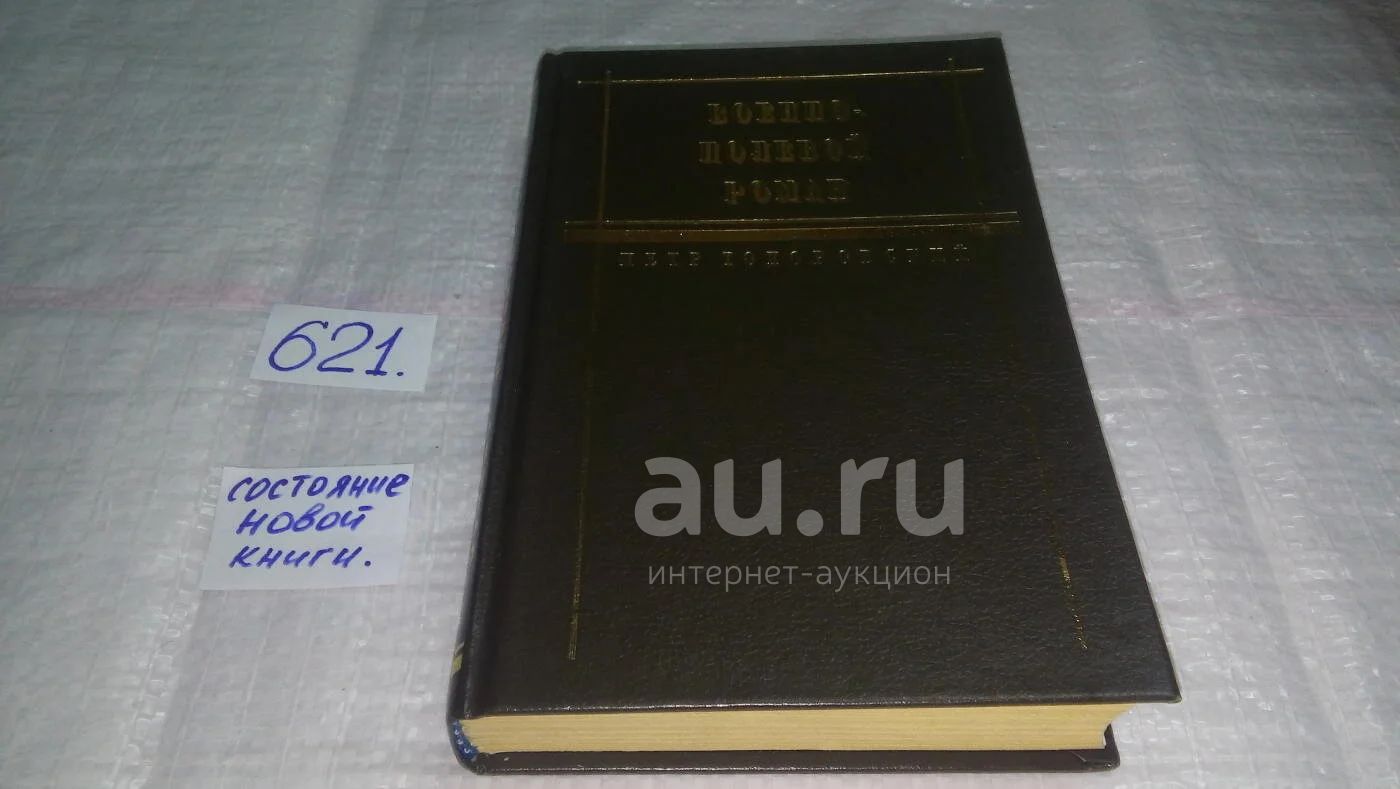 ВОЕННО-
ПОЛЕВОЙ
РОМАН
621.
состояние
новой
книги.
au.ru
интернет-аукцион